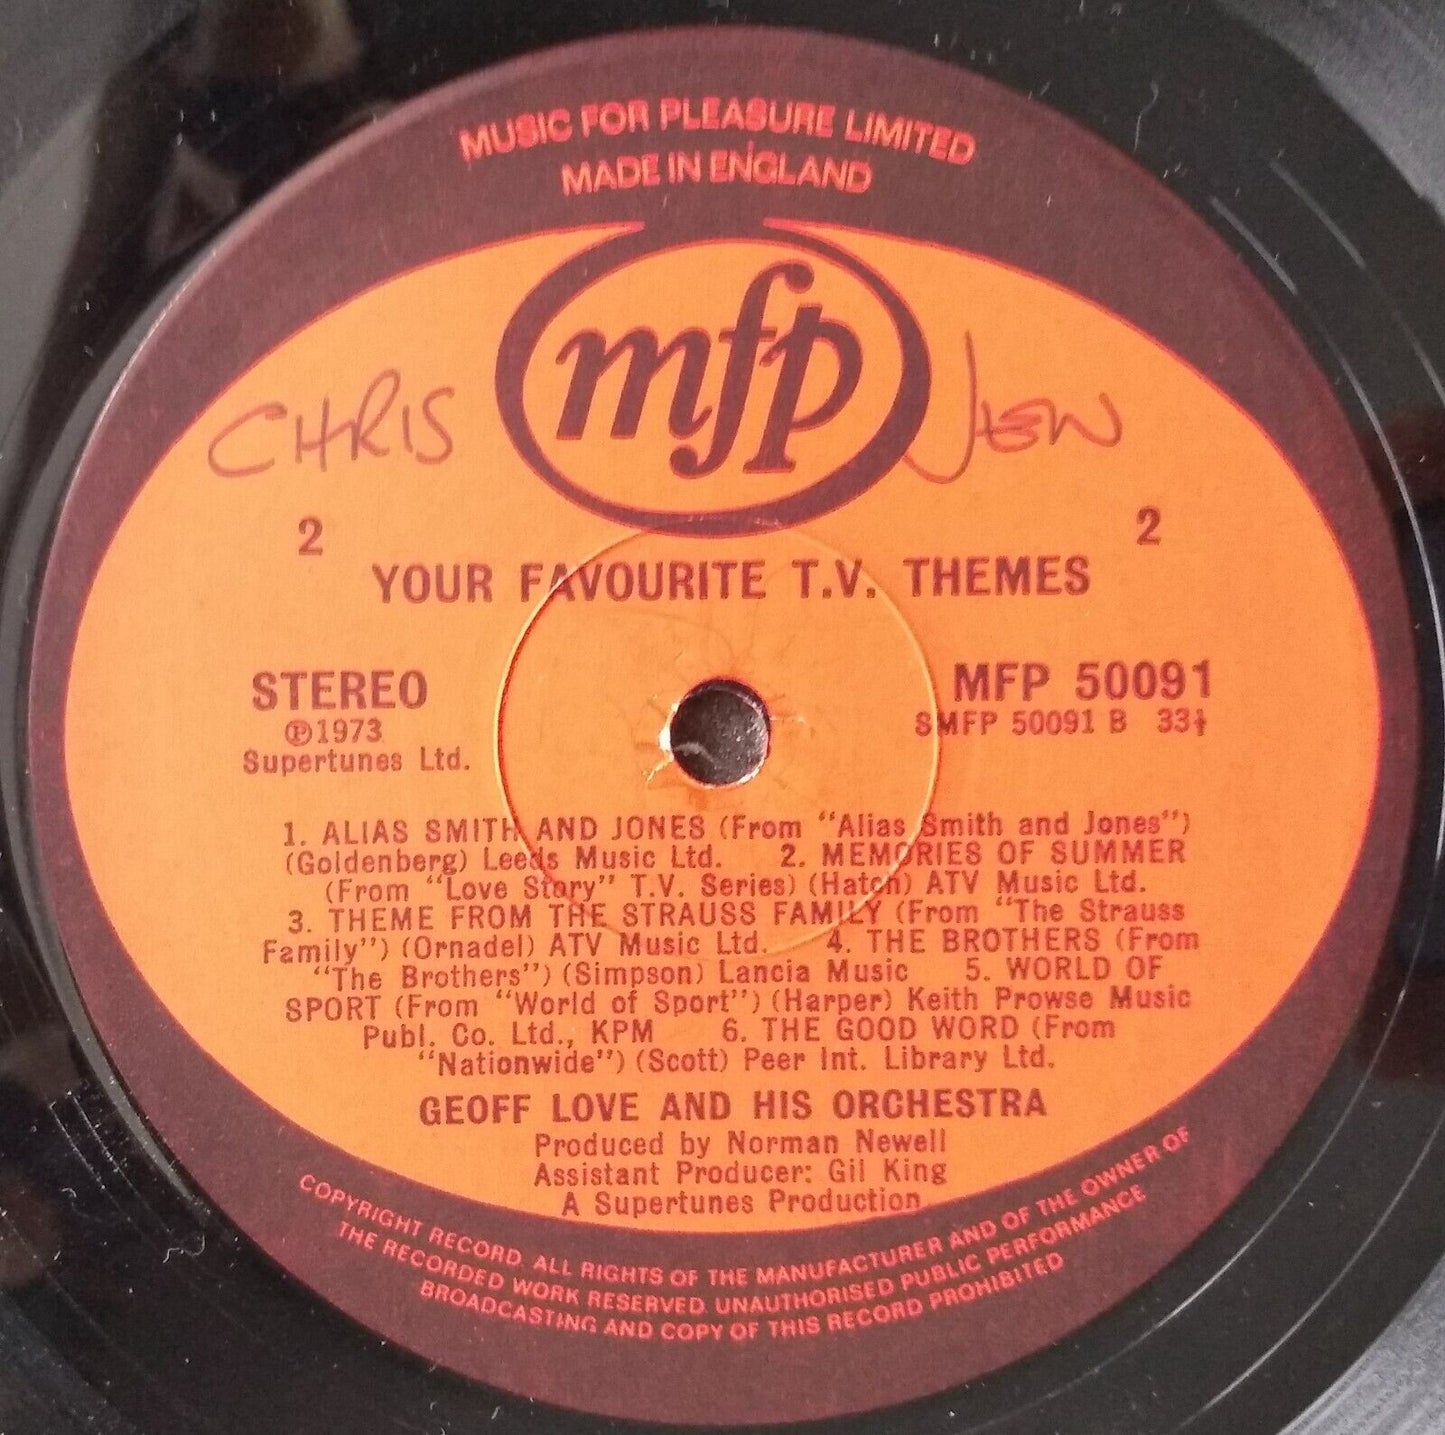 MUSIC FOR PLEASURE LIMITED
MADE IN ENGLAND
mfp
CHRIS JEW
2 2
YOUR FAVOURITE T.V. THEMES
STEREO MFP 50091
℗1973 SMFP 50091 B 33⅓
Supertunes Ltd.
1. ALIAS SMITH AND JONES (From "Alias Smith and Jones")
(Goldenberg) Leeds Music Ltd. 2. MEMORIES OF SUMMER
(From "Love Story" T.V. Series) (Hatch) ATV Music Ltd.
3. THEME FROM THE STRAUSS FAMILY (From "The Strauss
Family") (Ornadel) ATV Music Ltd. 4. THE BROTHERS (From
"The Brothers") (Simpson) Lancia Music 5. WORLD OF
SPORT (From "World of Sport") (Harper) Keith Prowse Music
Publ. Co. Ltd., KPM 6. THE GOOD WORD (From
"Nationwide") (Scott) Peer Int. Library Ltd.
GEOFF LOVE AND HIS ORCHESTRA
Produced by Norman Newell
Assistant Producer: Gil King
A Supertunes Production
COPYRIGHT RECORD. ALL RIGHTS OF THE MANUFACTURER AND OF THE OWNER OF
THE RECORDED WORK RESERVED. UNAUTHORISED PUBLIC PERFORMANCE
BROADCASTING AND COPY OF THIS RECORD PROHIBITED